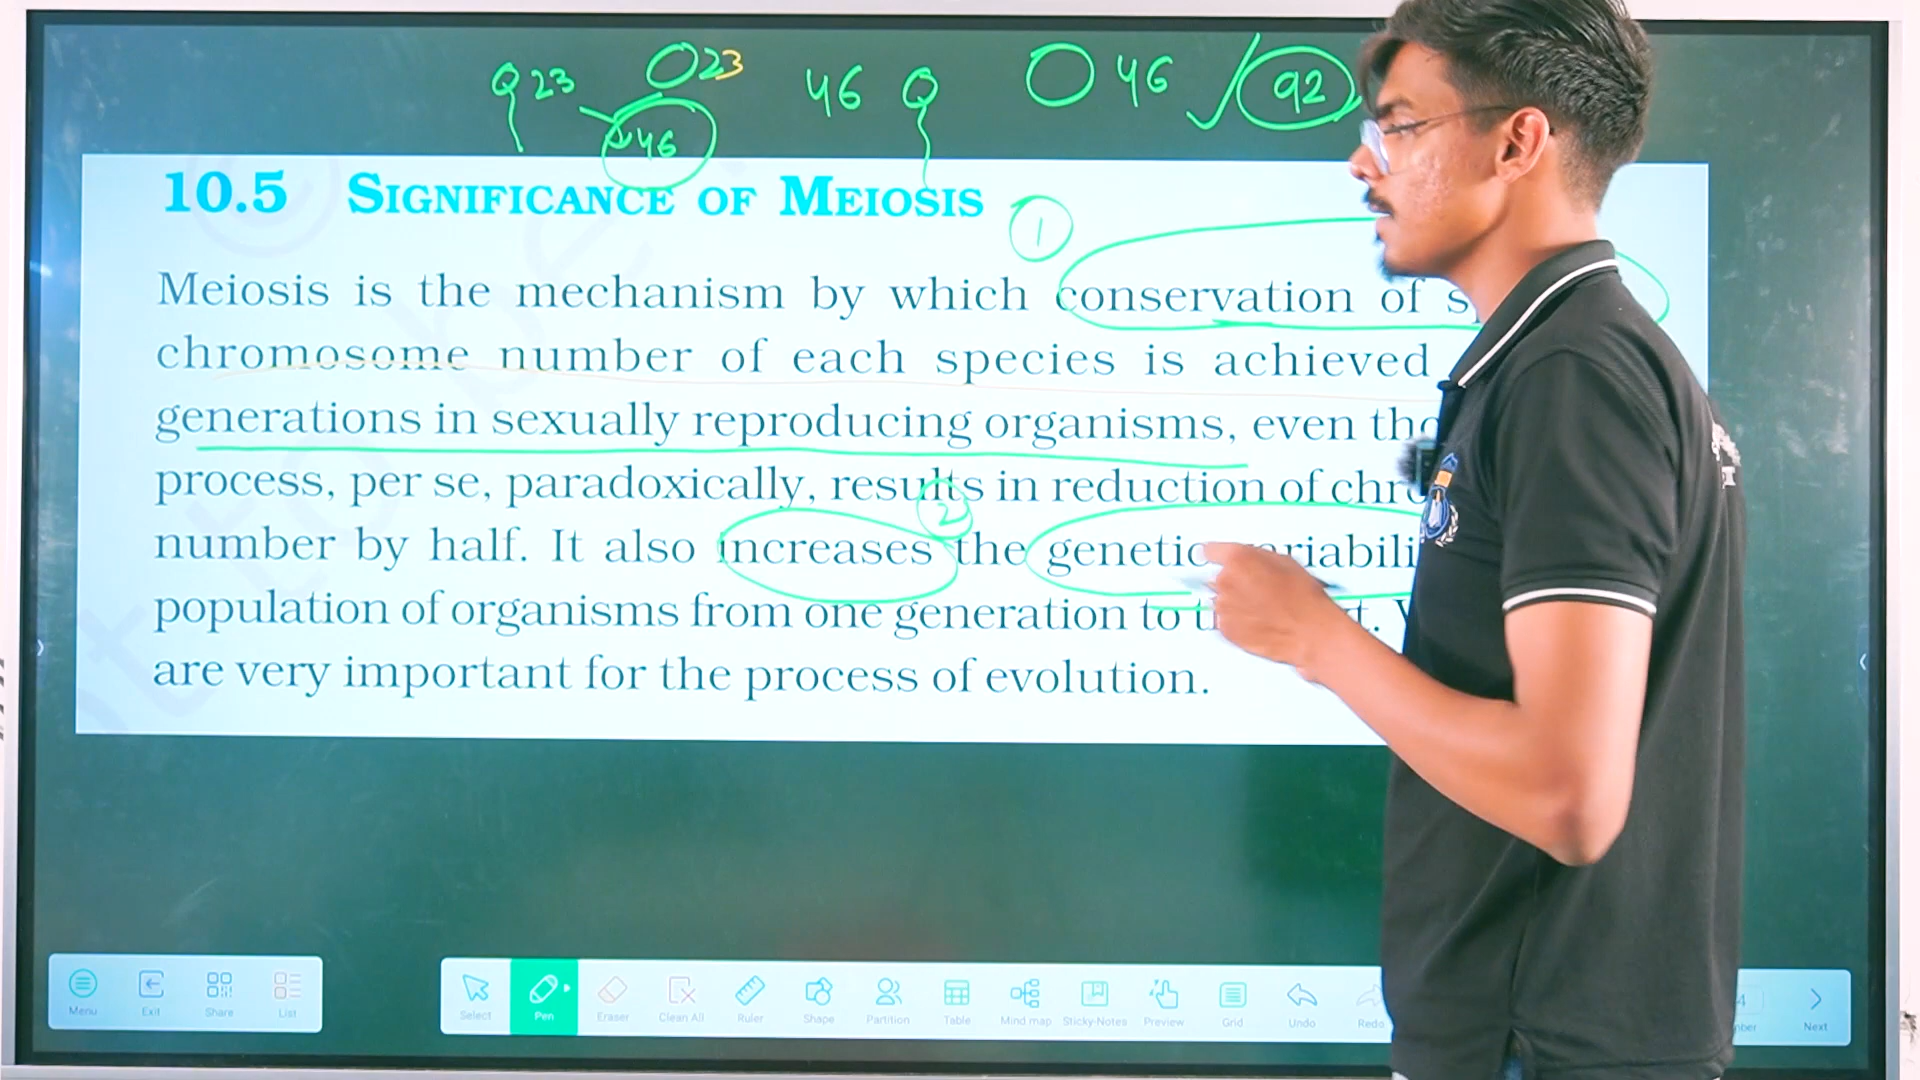 23 23 46 46 46 92
10.5 SIGNIFICANCE OF MEIOSIS
1
Meiosis is the mechanism by which conservation of
chromosome number of each species is achieved
generations in sexually reproducing organisms, even
process, per se, paradoxically, results in reduction of
2
number by half. It also increases the genetic
population of organisms from one generation to
are very important for the process of evolution.
Menu Exit Share List Select Pen Eraser Clean All Ruler Shape Partition Table Mind map Sticky-Notes Preview Grid Undo Redo Next